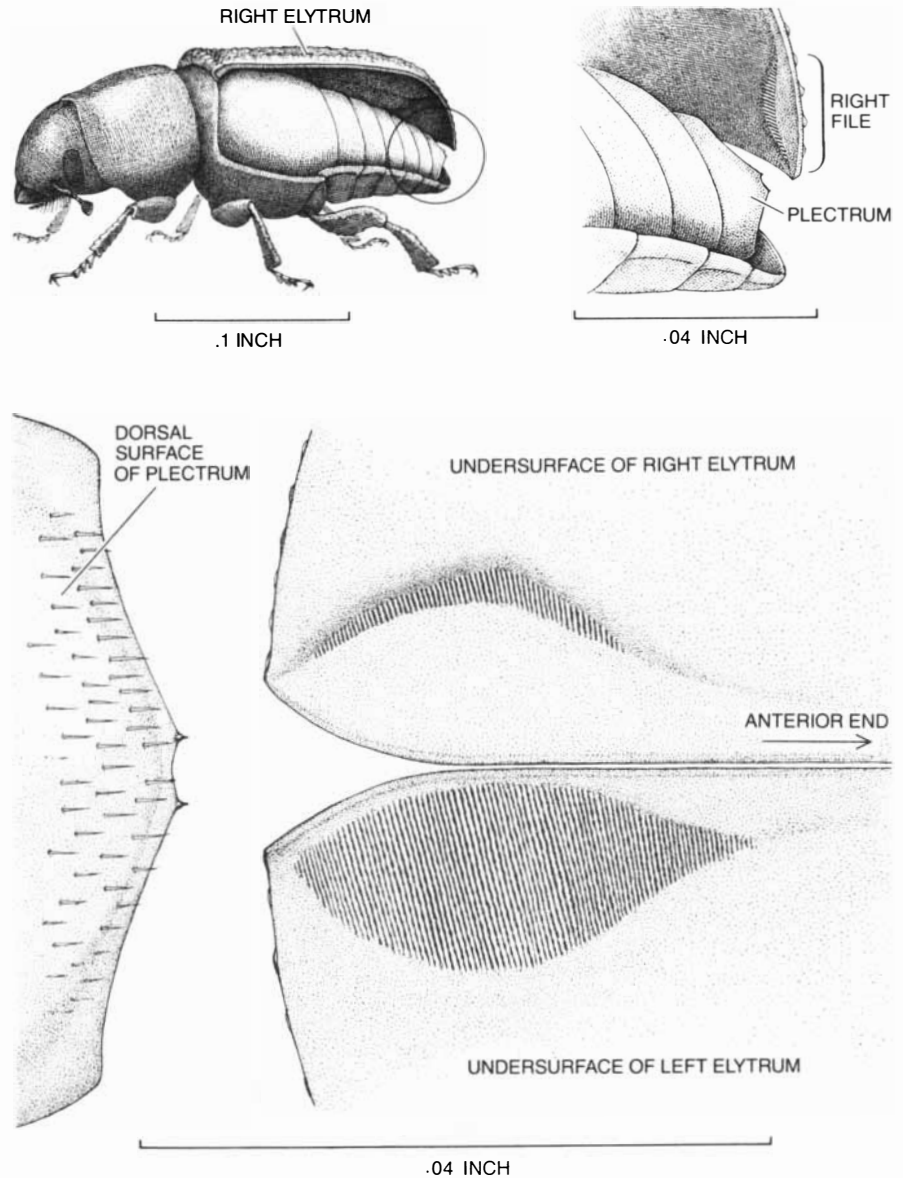 RIGHT ELYTRUM
.1 INCH
RIGHT
FILE
PLECTRUM
.04 INCH
DORSAL
SURFACE
OF PLECTRUM
UNDERSURFACE OF RIGHT ELYTRUM
ANTERIOR END
UNDERSURFACE OF LEFT ELYTRUM
.04 INCH